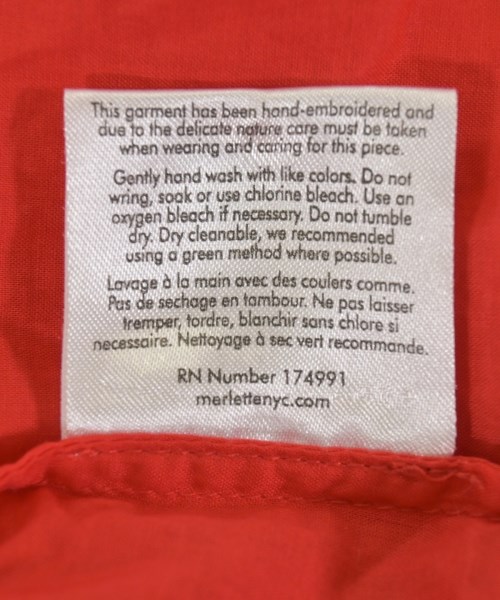 This garment has been hand-embroidered and
due to the delicate nature care must be taken
when wearing and caring for this piece.
Gently hand wash with like colors. Do not
wring, soak or use chlorine bleach. Use an
oxygen bleach if necessary. Do not tumble
dry. Dry cleanable, we recommended
using a green method where possible.
Lavage à la main avec des coulers comme.
Pas de sechage en tambour. Ne pas laisser
tremper, tordre, blanchir sans chlore si
necessaire. Nettoyage à sec vert recommande.
RN Number 174991
merlettenyc.com